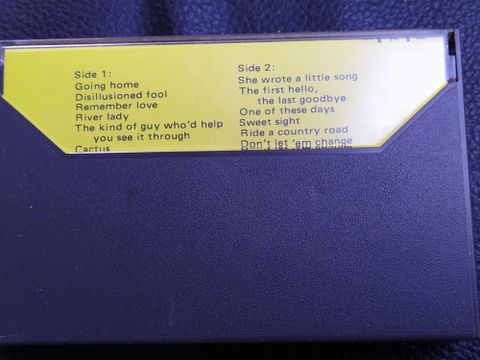 Side 1:
Going home
Disillusioned fool
Remember love
River lady
The kind of guy who'd help
you see it through
Cactus
Side 2:
She wrote a little song
The first hello,
the last goodbye
One of these days
Sweet sight
Ride a country road
Don't let 'em change